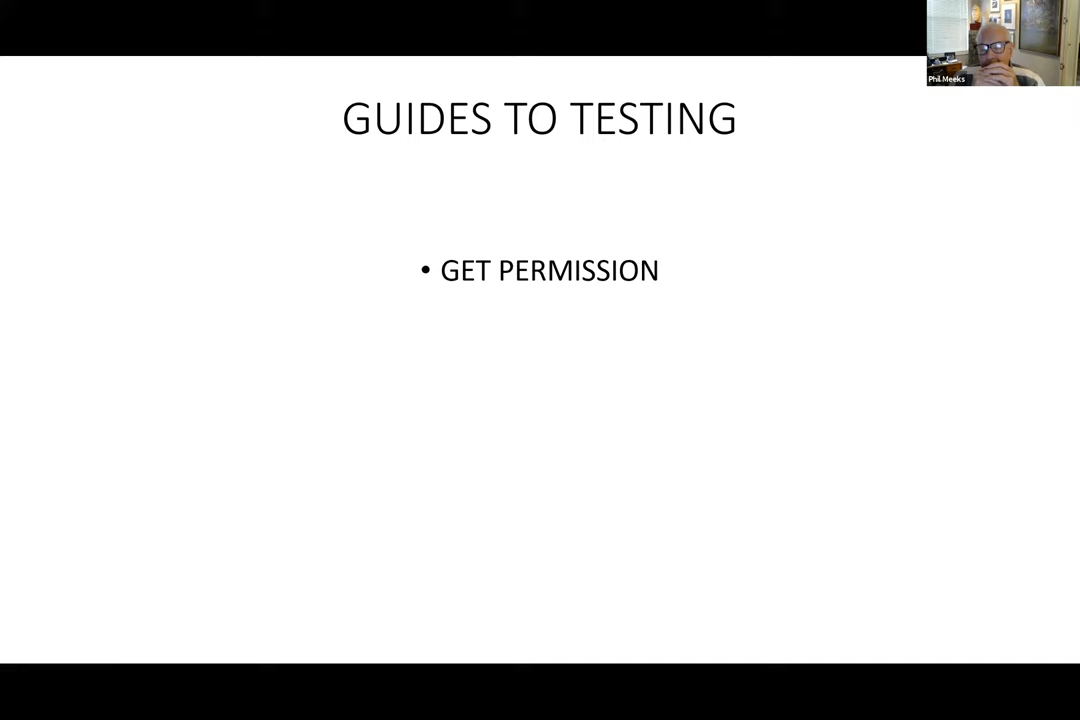 Phil Meeks
GUIDES TO TESTING
• GET PERMISSION